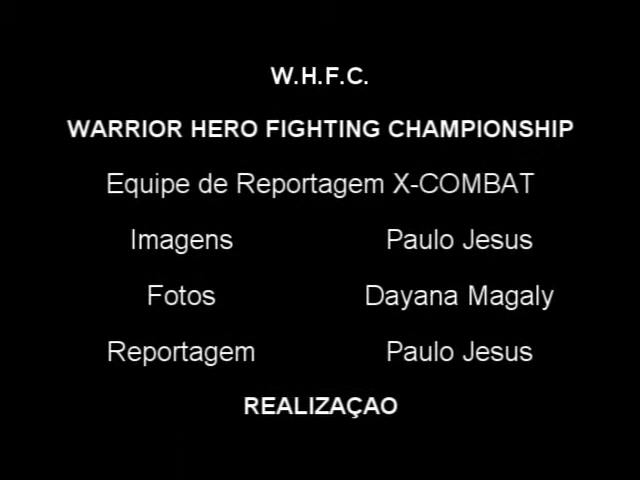 W.H.F.C.
WARRIOR HERO FIGHTING CHAMPIONSHIP
Equipe de Reportagem X-COMBAT
Imagens Paulo Jesus
Fotos Dayana Magaly
Reportagem Paulo Jesus
REALIZAÇAO